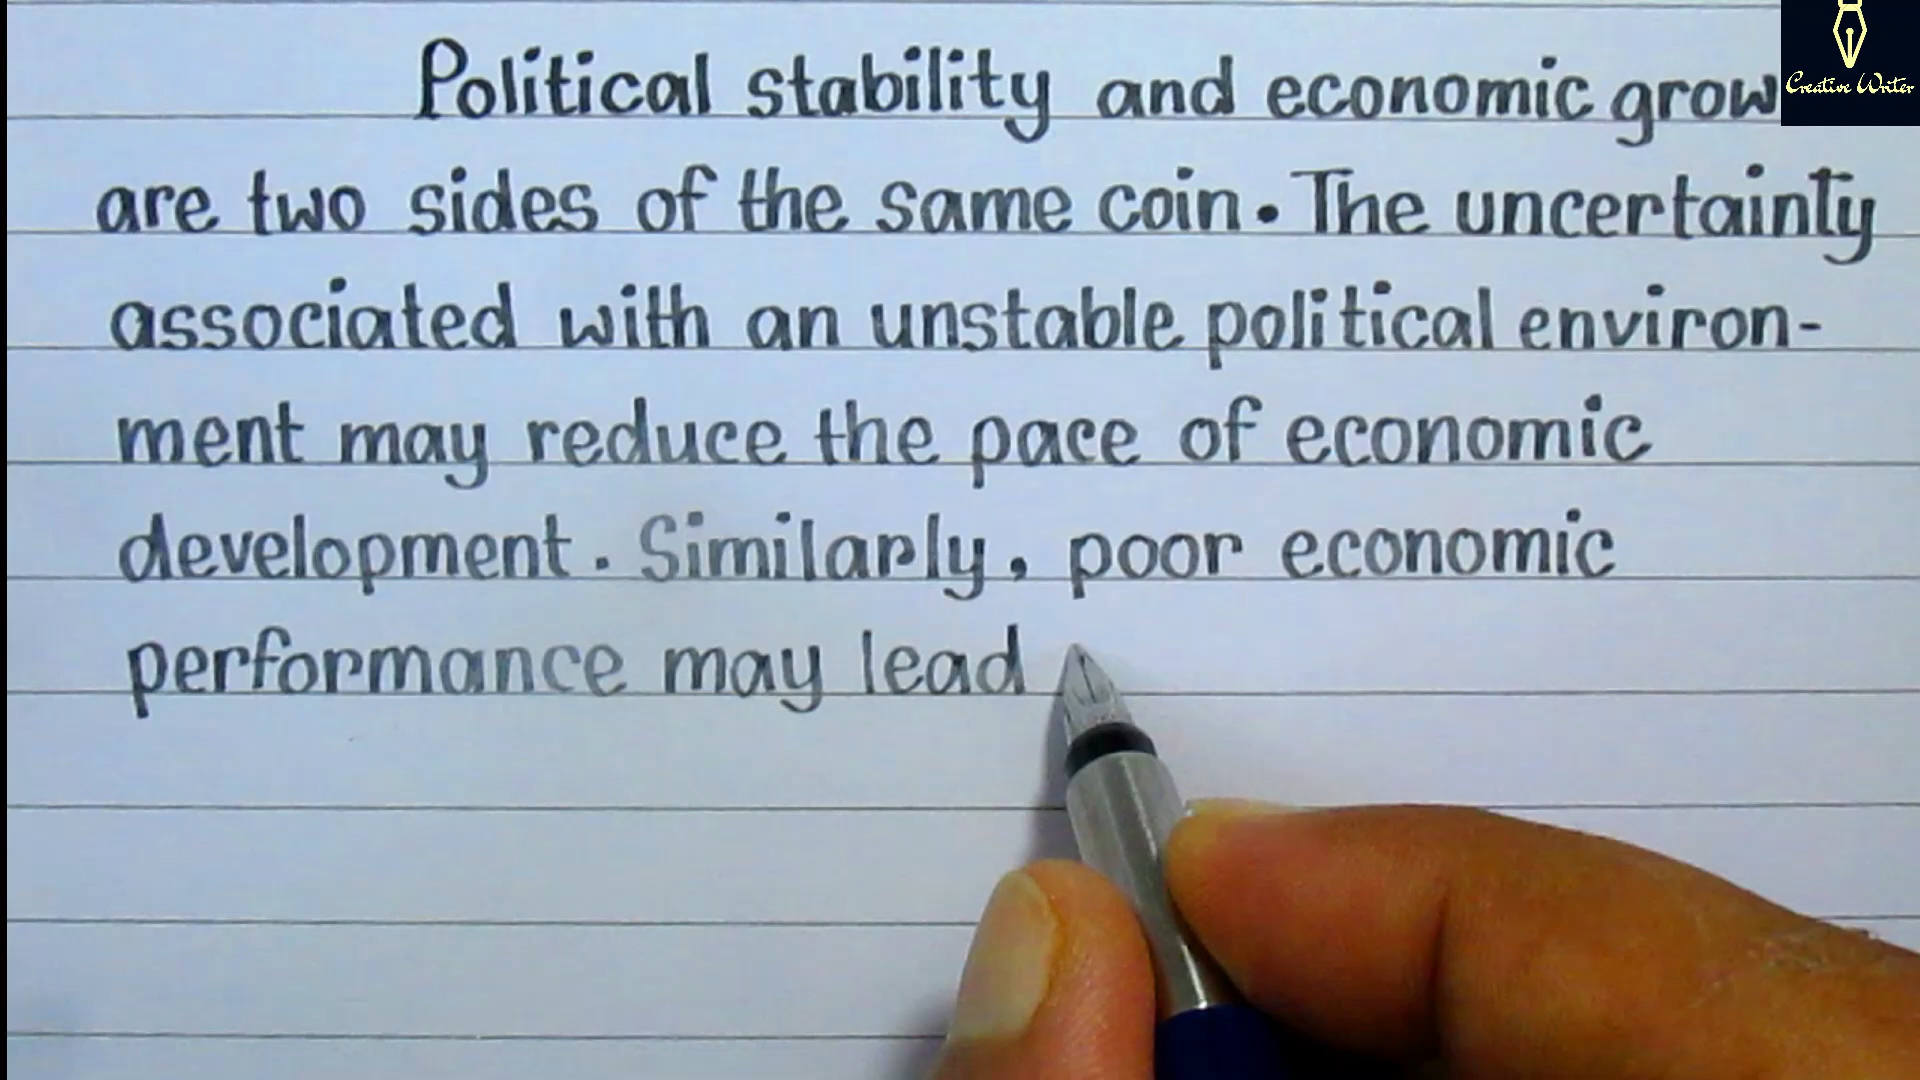 Political stability and economic grow
are two sides of the same coin. The uncertainty
associated with an unstable political environ-
ment may reduce the pace of economic
development. Similarly, poor economic
performance may lead
Creative Writer